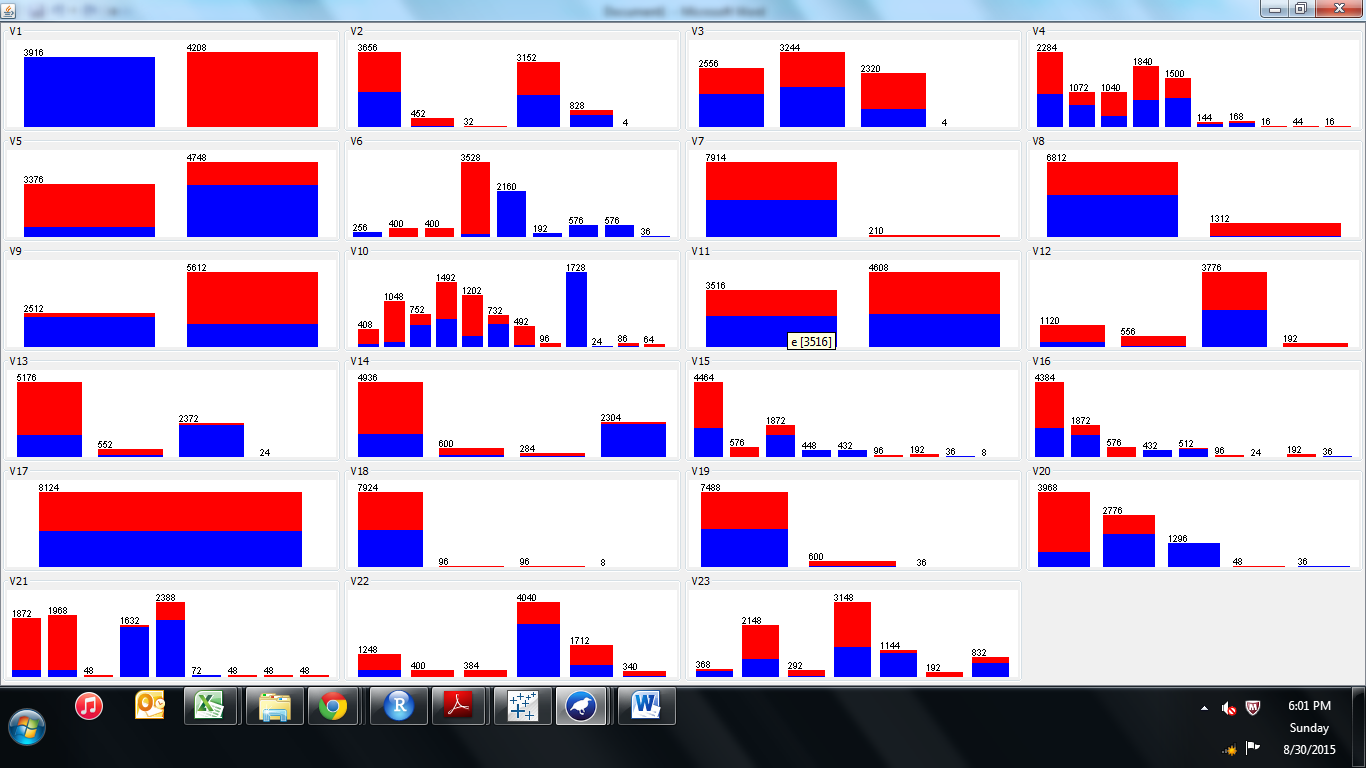 Document1 - Microsoft Word
V1 V2 V3 V4
3916 4208
3656 452 32 3152 828 4
2556 3244 2320 4
2284 1072 1040 1840 1500 144 168 16 44 16
V5 V6 V7 V8
3376 4748
256 400 400 3528 2160 192 576 576 36
7914 210
6812 1312
V9 V10 V11 V12
2512 5612
408 1048 752 1492 1202 732 492 96 1728 24 86 64
3516 4608
e [3516]
1120 556 3776 192
V13 V14 V15 V16
5176 552 2372 24
4936 600 284 2304
4464 576 1872 448 432 96 192 36 8
4384 1872 576 432 512 96 24 192 36
V17 V18 V19 V20
8124
7924 96 96 8
7488 600 36
3968 2776 1296 48 36
V21 V22 V23
1872 1968 48 1632 2388 72 48 48 48
1248 400 384 4040 1712 340
368 2148 292 3148 1144 192 832
6:01 PM
Sunday
8/30/2015